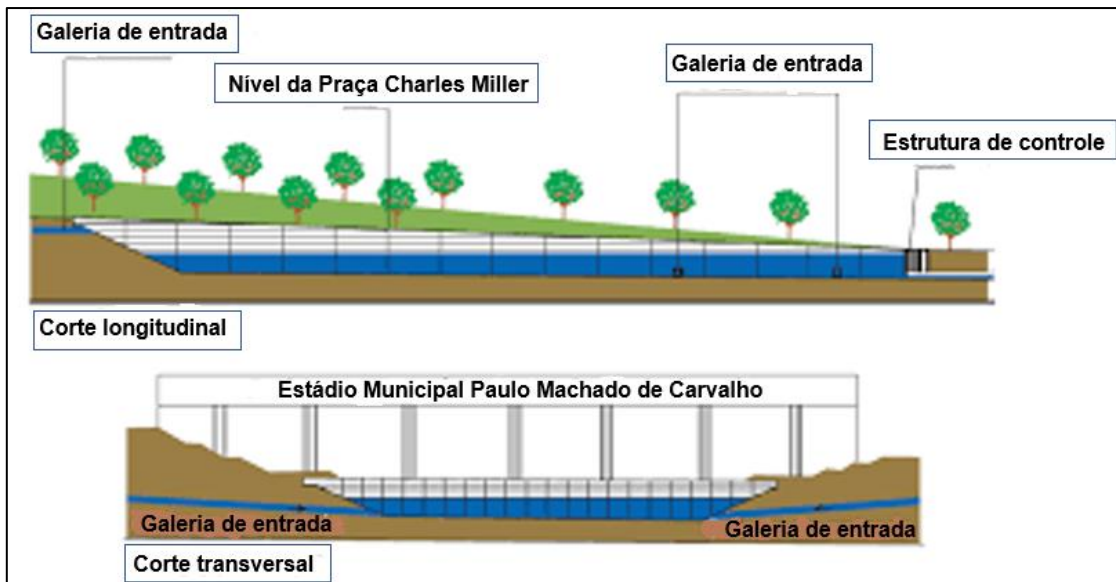 Galeria de entrada
Nível da Praça Charles Miller
Galeria de entrada
Estrutura de controle
Corte longitudinal
Estádio Municipal Paulo Machado de Carvalho
Galeria de entrada
Galeria de entrada
Corte transversal